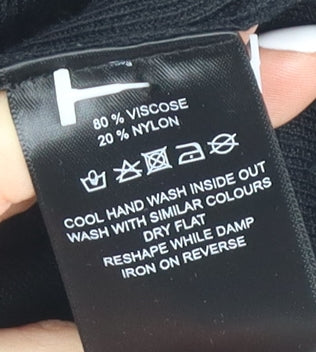 80 % VISCOSE
20 % NYLON
COOL HAND WASH INSIDE OUT
WASH WITH SIMILAR COLOURS
DRY FLAT
RESHAPE WHILE DAMP
IRON ON REVERSE